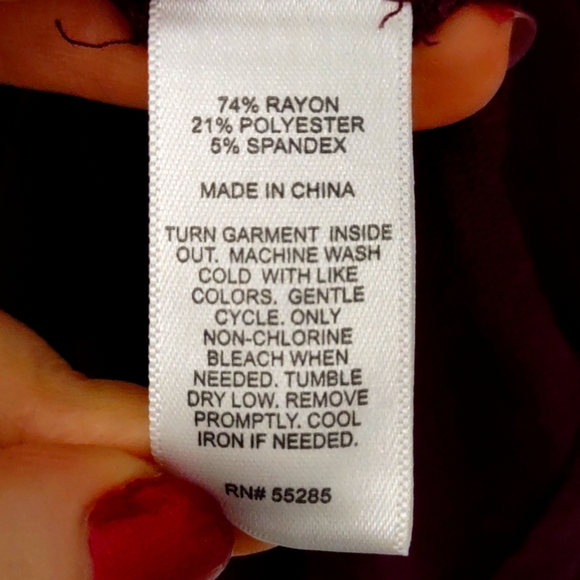 74% RAYON
21% POLYESTER
5% SPANDEX
MADE IN CHINA
TURN GARMENT INSIDE
OUT. MACHINE WASH
COLD WITH LIKE
COLORS. GENTLE
CYCLE. ONLY
NON-CHLORINE
BLEACH WHEN
NEEDED. TUMBLE
DRY LOW. REMOVE
PROMPTLY. COOL
IRON IF NEEDED.
RN# 55285